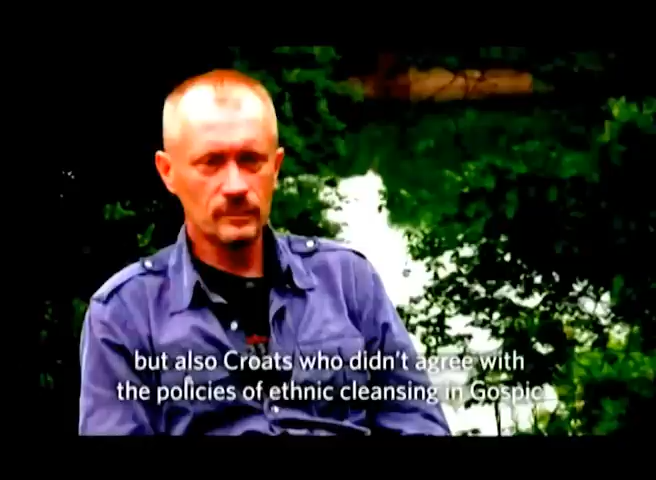 but also Croats who didn't agree with
the policies of ethnic cleansing in Gospic